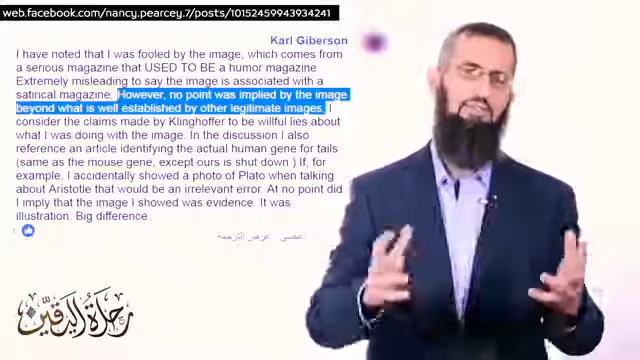 web.facebook.com/nancy.pearcey.7/posts/10152459943934241
Karl Giberson
I have noted that I was fooled by the image, which comes from
a serious magazine that USED TO BE a humor magazine.
Extremely misleading to say the image is associated with a
satirical magazine. However, no point was implied by the image
beyond what is well established by other legitimate images. I
consider the claims made by Klinghoffer to be willful lies about
what I was doing with the image. In the discussion I also
reference an article identifying the actual human gene for tails
(same as the mouse gene, except ours is shut down ) If, for
example, I accidentally showed a photo of Plato when talking
about Aristotle that would be an irrelevant error. At no point did
I imply that the image I showed was evidence. It was
illustration. Big difference.
عرض الترجمة
رحلة اليقين